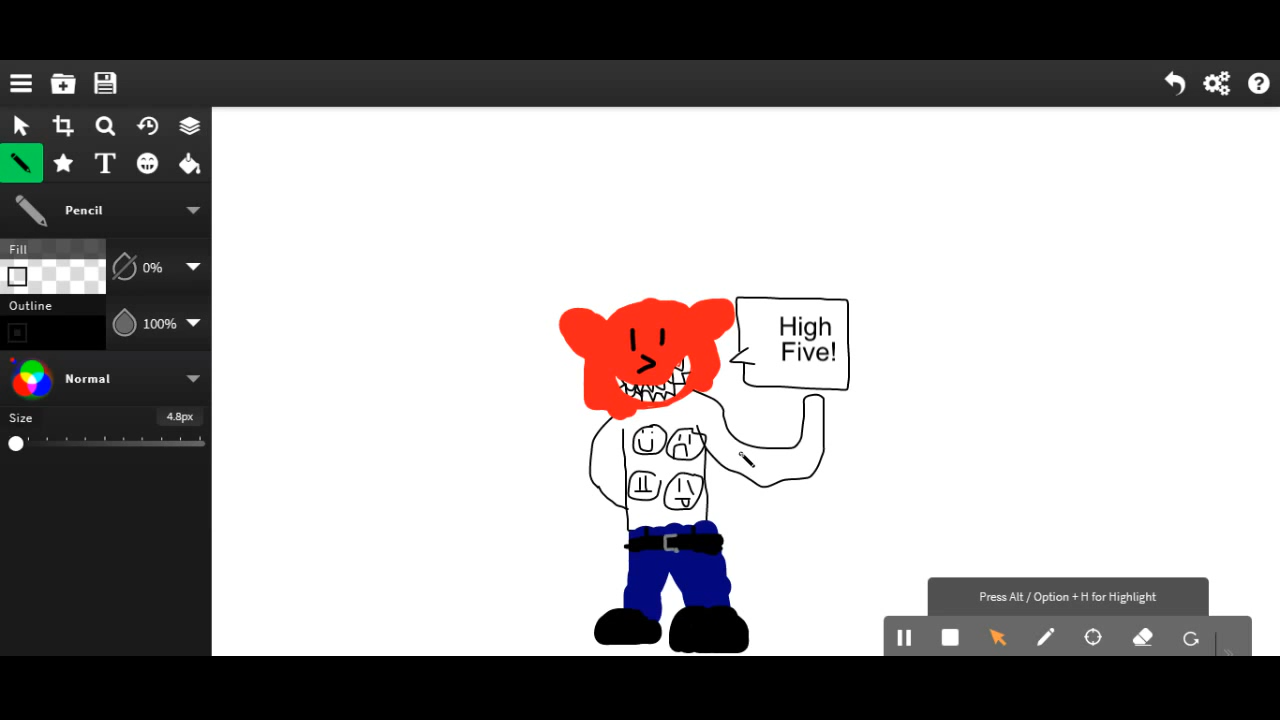 Pencil
Fill
0%
Outline
100%
Normal
Size
4.8px
High
Five!
Press Alt / Option + H for Highlight